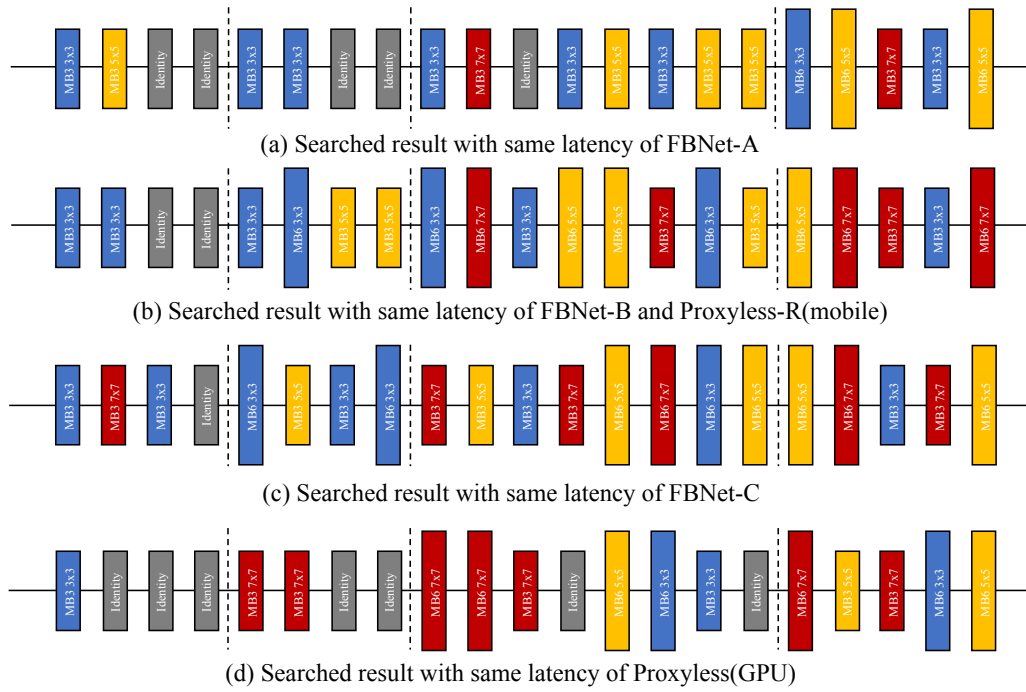 MB3 3x3
MB3 5x5
Identity
Identity
MB3 3x3
MB3 3x3
Identity
Identity
MB3 3x3
MB3 7x7
Identity
MB3 3x3
MB3 5x5
MB3 3x3
MB3 5x5
MB3 5x5
MB6 3x3
MB6 5x5
MB3 7x7
MB3 3x3
MB6 5x5
(a) Searched result with same latency of FBNet-A
MB3 3x3
MB3 3x3
Identity
Identity
MB3 3x3
MB6 3x3
MB3 5x5
MB3 5x5
MB6 3x3
MB6 7x7
MB3 3x3
MB6 5x5
MB6 5x5
MB3 7x7
MB6 3x3
MB3 5x5
MB6 5x5
MB6 7x7
MB3 7x7
MB3 3x3
MB6 7x7
(b) Searched result with same latency of FBNet-B and Proxyless-R(mobile)
MB3 3x3
MB3 7x7
MB3 3x3
Identity
MB6 3x3
MB3 5x5
MB3 3x3
MB6 3x3
MB3 7x7
MB3 5x5
MB3 3x3
MB3 7x7
MB6 5x5
MB6 7x7
MB6 3x3
MB6 5x5
MB6 5x5
MB6 7x7
MB3 3x3
MB3 7x7
MB6 5x5
(c) Searched result with same latency of FBNet-C
MB3 3x3
Identity
Identity
Identity
MB3 7x7
MB3 7x7
Identity
Identity
MB6 7x7
MB6 7x7
MB3 7x7
Identity
MB6 5x5
MB6 3x3
MB3 3x3
Identity
MB6 7x7
MB3 5x5
MB3 7x7
MB6 3x3
MB6 5x5
(d) Searched result with same latency of Proxyless(GPU)